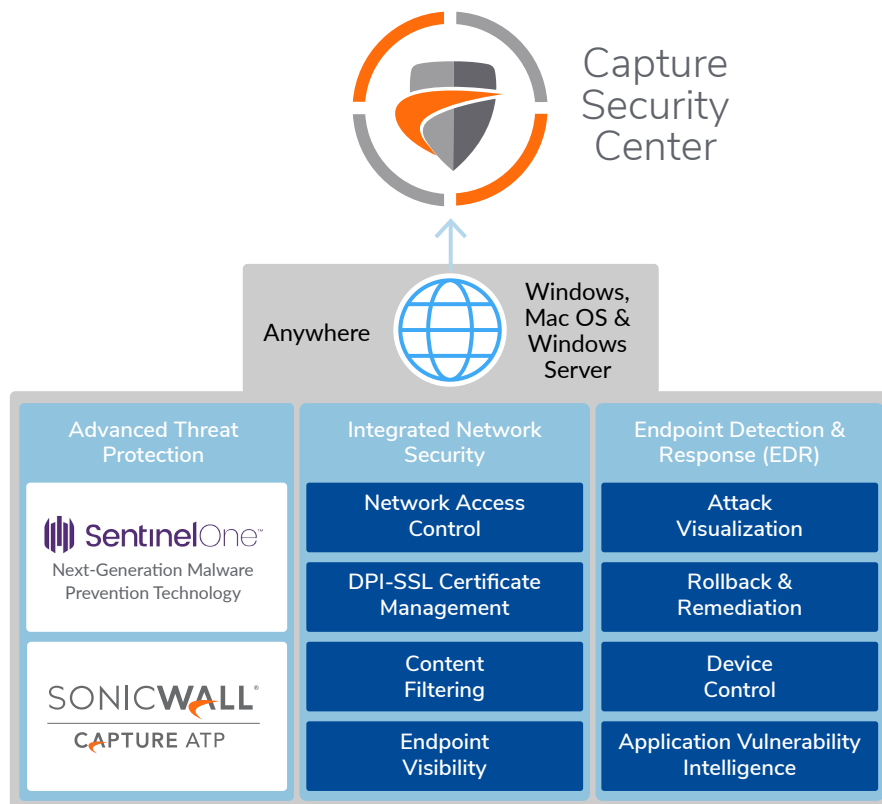 Capture
Security
Center
Anywhere
Windows,
Mac OS &
Windows
Server
Advanced Threat
Protection
SentinelOne™
Next-Generation Malware
Prevention Technology
SONICWALL®
CAPTURE ATP
Integrated Network
Security
Network Access
Control
DPI-SSL Certificate
Management
Content
Filtering
Endpoint
Visibility
Endpoint Detection &
Response (EDR)
Attack
Visualization
Rollback &
Remediation
Device
Control
Application Vulnerability
Intelligence